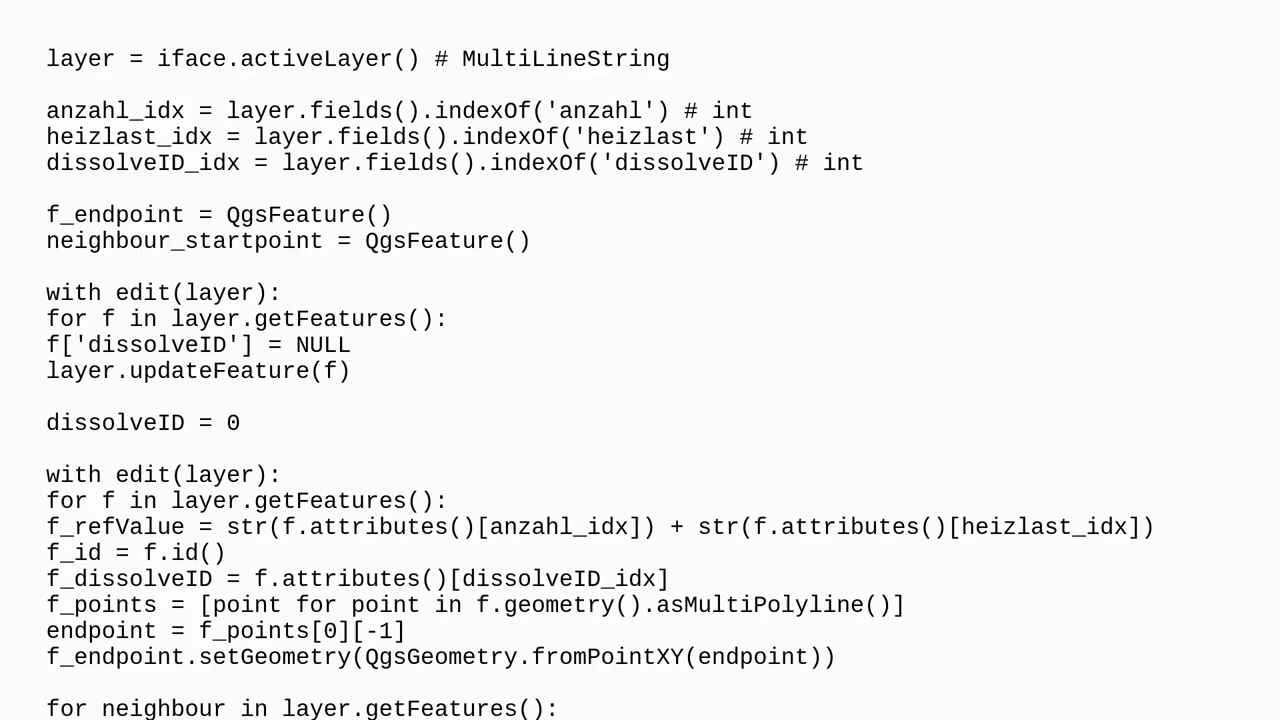 layer = iface.activeLayer() # MultiLineString
anzahl_idx = layer.fields().indexOf('anzahl') # int
heizlast_idx = layer.fields().indexOf('heizlast') # int
dissolveID_idx = layer.fields().indexOf('dissolveID') # int
f_endpoint = QgsFeature()
neighbour_startpoint = QgsFeature()
with edit(layer):
for f in layer.getFeatures():
f['dissolveID'] = NULL
layer.updateFeature(f)
dissolveID = 0
with edit(layer):
for f in layer.getFeatures():
f_refValue = str(f.attributes()[anzahl_idx]) + str(f.attributes()[heizlast_idx])
f_id = f.id()
f_dissolveID = f.attributes()[dissolveID_idx]
f_points = [point for point in f.geometry().asMultiPolyline()]
endpoint = f_points[0][-1]
f_endpoint.setGeometry(QgsGeometry.fromPointXY(endpoint))
for neighbour in layer.getFeatures():